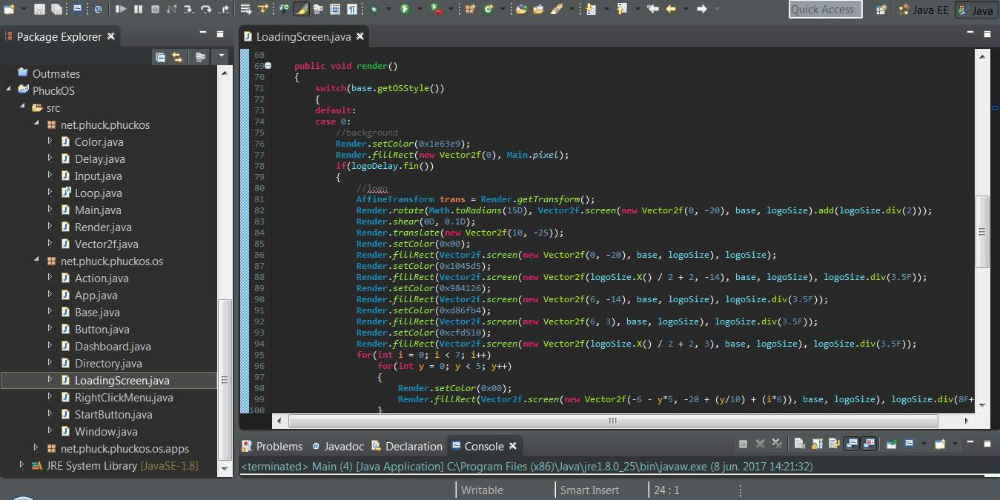 Quick Access
Java EE
Java
Package Explorer
LoadingScreen.java
Outmates
PhuckOS
src
net.phuck.phuckos
Color.java
Delay.java
Input.java
Loop.java
Main.java
Render.java
Vector2f.java
net.phuck.phuckos.os
Action.java
App.java
Base.java
Button.java
Dashboard.java
Directory.java
LoadingScreen.java
RightClickMenu.java
StartButton.java
Window.java
net.phuck.phuckos.os.apps
JRE System Library [JavaSE-1.8]
68
69 public void render()
70 {
71 switch(base.getOSStyle())
72 {
73 default:
74 case 0:
75 //background
76 Render.setColor(0x1e63e9);
77 Render.fillRect(new Vector2f(0), Main.pixel);
78 if(logoDelay.fin())
79 {
80 //logo
81 AffineTransform trans = Render.getTransform();
82 Render.rotate(Math.toRadians(15D), Vector2f.screen(new Vector2f(0, -20), base, logoSize).add(logoSize.div(2)));
83 Render.shear(0D, 0.1D);
84 Render.translate(new Vector2f(10, -25));
85 Render.setColor(0x00);
86 Render.fillRect(Vector2f.screen(new Vector2f(0, -20), base, logoSize), logoSize);
87 Render.setColor(0x1045d5);
88 Render.fillRect(Vector2f.screen(new Vector2f(logoSize.X() / 2 + 2, -14), base, logoSize), logoSize.div(3.5F));
89 Render.setColor(0x984126);
90 Render.fillRect(Vector2f.screen(new Vector2f(6, -14), base, logoSize), logoSize.div(3.5F));
91 Render.setColor(0xd86fb4);
92 Render.fillRect(Vector2f.screen(new Vector2f(6, 3), base, logoSize), logoSize.div(3.5F));
93 Render.setColor(0xcfd510);
94 Render.fillRect(Vector2f.screen(new Vector2f(logoSize.X() / 2 + 2, 3), base, logoSize), logoSize.div(3.5F));
95 for(int i = 0; i < 7; i++)
96 for(int y = 0; y < 5; y++)
97 {
98 Render.setColor(0x00);
99 Render.fillRect(Vector2f.screen(new Vector2f(-6 - y*5, -20 + (y/10) + (i*6)), base, logoSize), logoSize.div(8F+
100 }
Problems
Javadoc
Declaration
Console
<terminated> Main (4) [Java Application] C:\Program Files (x86)\Java\jre1.8.0_25\bin\javaw.exe (8 jun. 2017 14:21:32)
Writable
Smart Insert
24 : 1